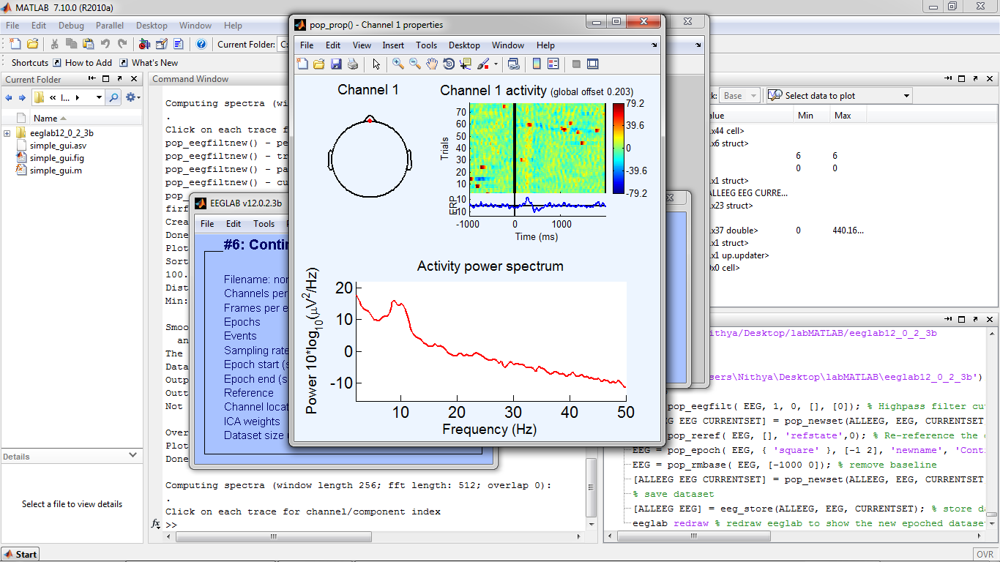 MATLAB 7.10.0 (R2010a)
File Edit Debug Parallel Desktop Window Help
Current Folder: C:
Shortcuts How to Add What's New
Current Folder
« l...
Name
eeglab12_0_2_3b
simple_gui.asv
simple_gui.fig
simple_gui.m
Details
Select a file to view details
Start
Command Window
Computing spectra (wi
.
Click on each trace f
pop_eegfiltnew() - pe
pop_eegfiltnew() - tr
pop_eegfiltnew() - pa
pop_eegfiltnew() - cu
pop_
firf
Crea
Done
Plot
Sort
100.
Dist
Min:
Smoo
an
The
Data
Outp
Outt
Not
Over
Plot
Done
Computing spectra (window length 256; fft length: 512; overlap 0):
.
Click on each trace for channel/component index
fx >>
EEGLAB v12.0.2.3b
File Edit Tools P
#6: Contin
Filename: non
Channels per
Frames per e
Epochs
Events
Sampling rate
Epoch start (s
Epoch end (s
Reference
Channel locat
ICA weights
Dataset size
pop_prop() - Channel 1 properties
File Edit View Insert Tools Desktop Window Help
Channel 1
Channel 1 activity (global offset 0.203)
Trials
70
60
50
40
30
20
10
79.2
39.6
0
-39.6
-79.2
ERP
10
-10
-1000 0 1000
Time (ms)
Activity power spectrum
Power 10*log10(μV2/Hz)
20
10
0
-10
10 20 30 40 50
Frequency (Hz)
k: Base Select data to plot
alue Min Max
x44 cell>
x6 struct>
6 6
0 0
x1 struct>
ALLEEG EEG CURRE...
x23 struct>
x37 double> 0 440.16...
x1 struct>
x1 up.updater>
0x0 cell>
ithya/Desktop/labMATLAB/eeglab12_0_2_3b
sers\Nithya\Desktop\labMATLAB\eeglab12_0_2_3b')
pop_eegfilt( EEG, 1, 0, [], [0]); % Highpass filter cu
G EEG CURRENTSET] = pop_newset(ALLEEG, EEG, CURRENTSET
pop_reref( EEG, [], 'refstate',0); % Re-reference the
EEG = pop_epoch( EEG, { 'square' }, [-1 2], 'newname', 'Conti
EEG = pop_rmbase( EEG, [-1000 0]); % remove baseline
[ALLEEG EEG CURRENTSET] = pop_newset(ALLEEG, EEG, CURRENTSET
% save dataset
[ALLEEG EEG] = eeg_store(ALLEEG, EEG, CURRENTSET); % store da
eeglab redraw % redraw eeglab to show the new epoched dataset
OVR